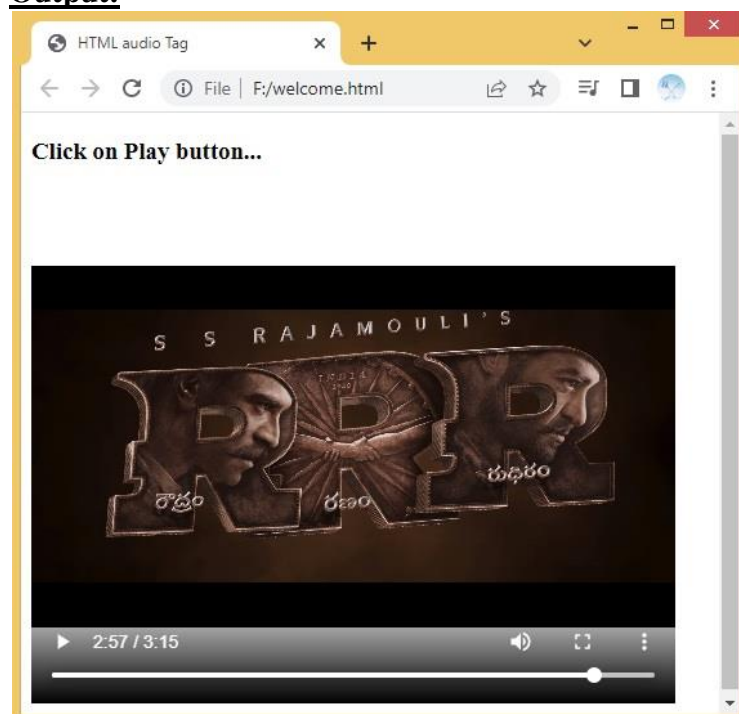 Output:
HTML audio Tag
File | F:/welcome.html
Click on Play button...
S S RAJAMOULI'S
RRR
రౌద్రం రణం రుధిరం
2:57 / 3:15